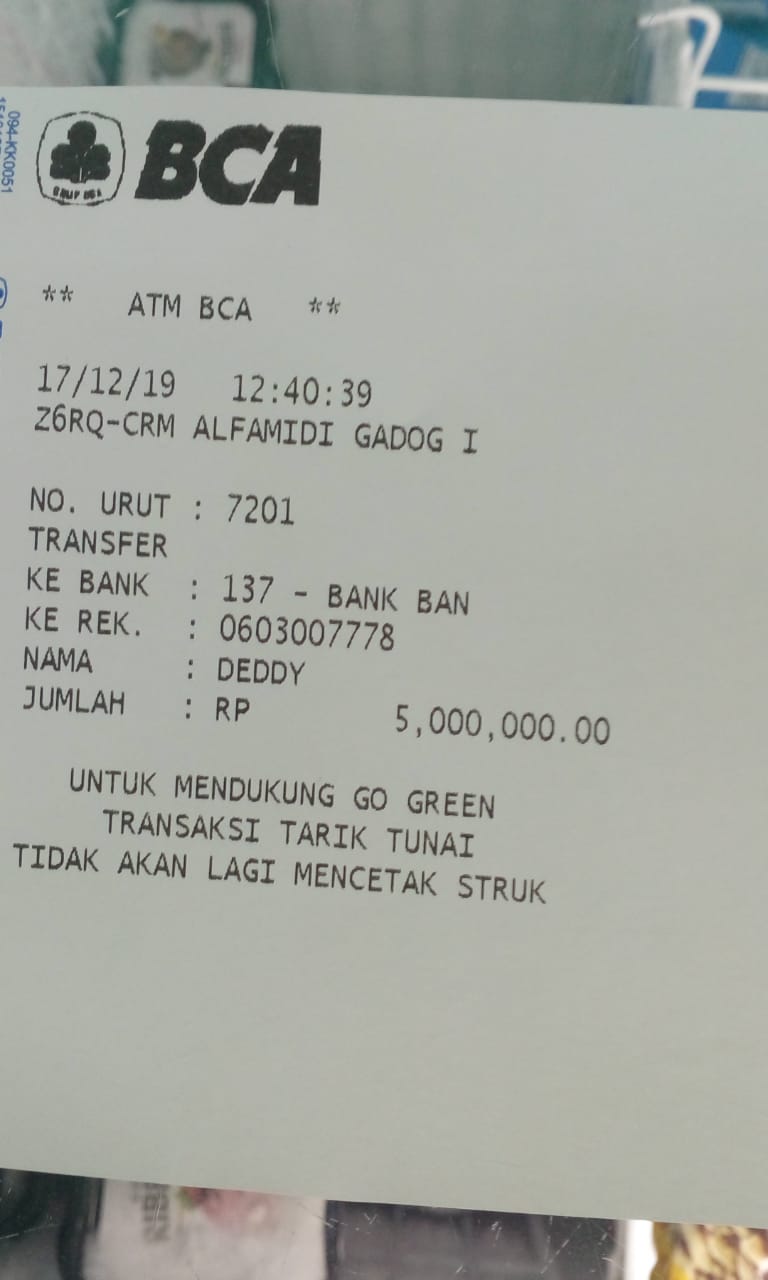 094-KK0051
BCA
** ATM BCA **
17/12/19 12:40:39
Z6RQ-CRM ALFAMIDI GADOG I
NO. URUT : 7201
TRANSFER
KE BANK : 137 - BANK BAN
KE REK. : 0603007778
NAMA : DEDDY
JUMLAH : RP 5,000,000.00
UNTUK MENDUKUNG GO GREEN
TRANSAKSI TARIK TUNAI
TIDAK AKAN LAGI MENCETAK STRUK